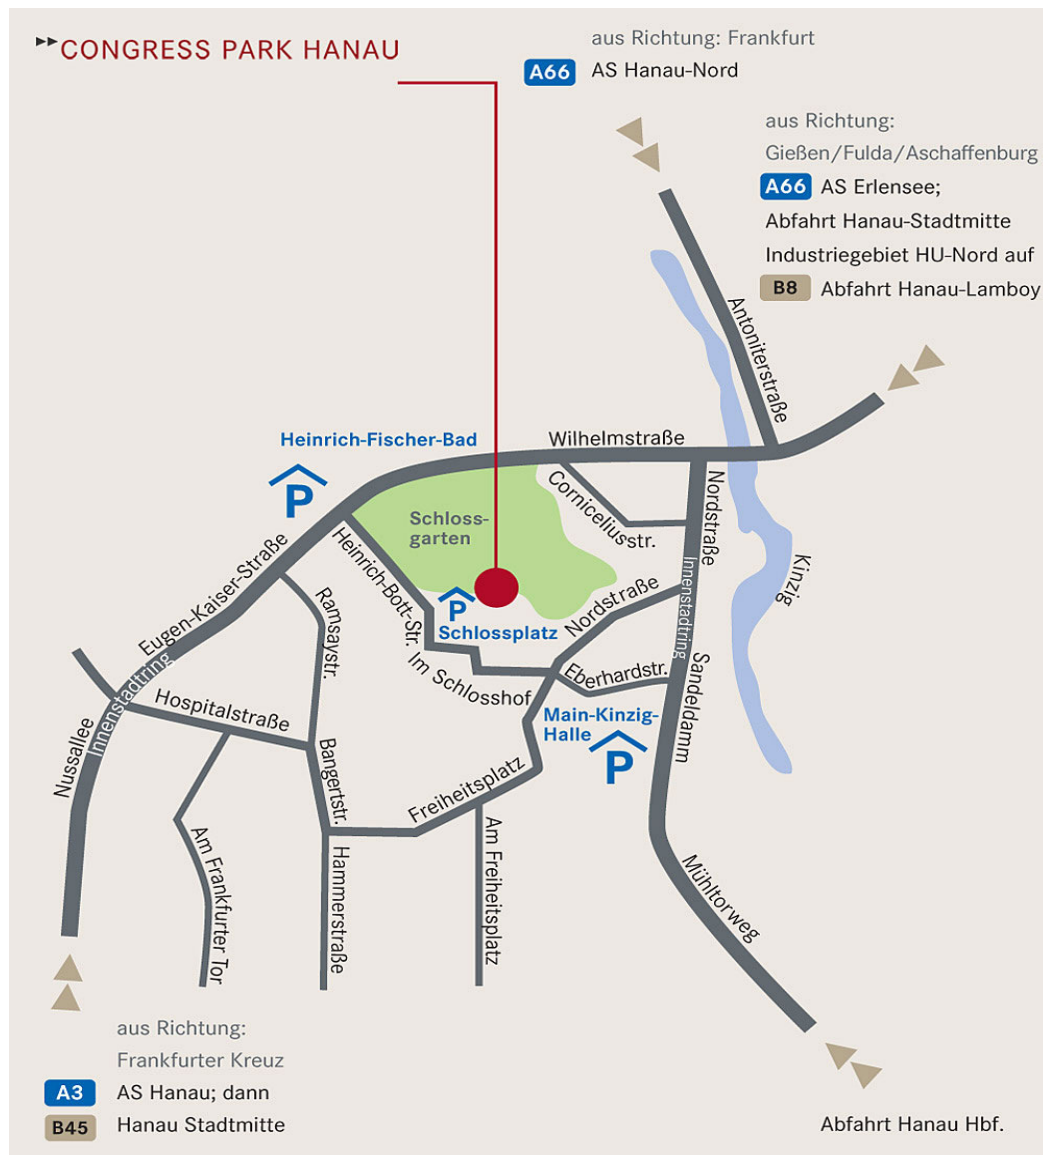 CONGRESS PARK HANAU
aus Richtung: Frankfurt
A66 AS Hanau-Nord
aus Richtung:
Gießen/Fulda/Aschaffenburg
A66 AS Erlensee;
Abfahrt Hanau-Stadtmitte
Industriegebiet HU-Nord auf
B8 Abfahrt Hanau-Lamboy
Antoniterstraße
Heinrich-Fischer-Bad
P
Wilhelmstraße
Corniceliusstr.
Nordstraße
Schloss-
garten
Heinrich-Bott-Str.
Eugen-Kaiser-Straße
Innenstadtring
Kinzig
P
Schlossplatz
Nordstraße
Innenstadtring
Ramsaystr.
Im Schlosshof
Eberhardstr.
Sandeldamm
Hospitalstraße
Main-Kinzig-
Halle
P
Nussallee
Bangertstr.
Freiheitsplatz
Am Frankfurter Tor
Hammerstraße
Am Freiheitsplatz
Mühltorweg
aus Richtung:
Frankfurter Kreuz
A3 AS Hanau; dann
B45 Hanau Stadtmitte
Abfahrt Hanau Hbf.